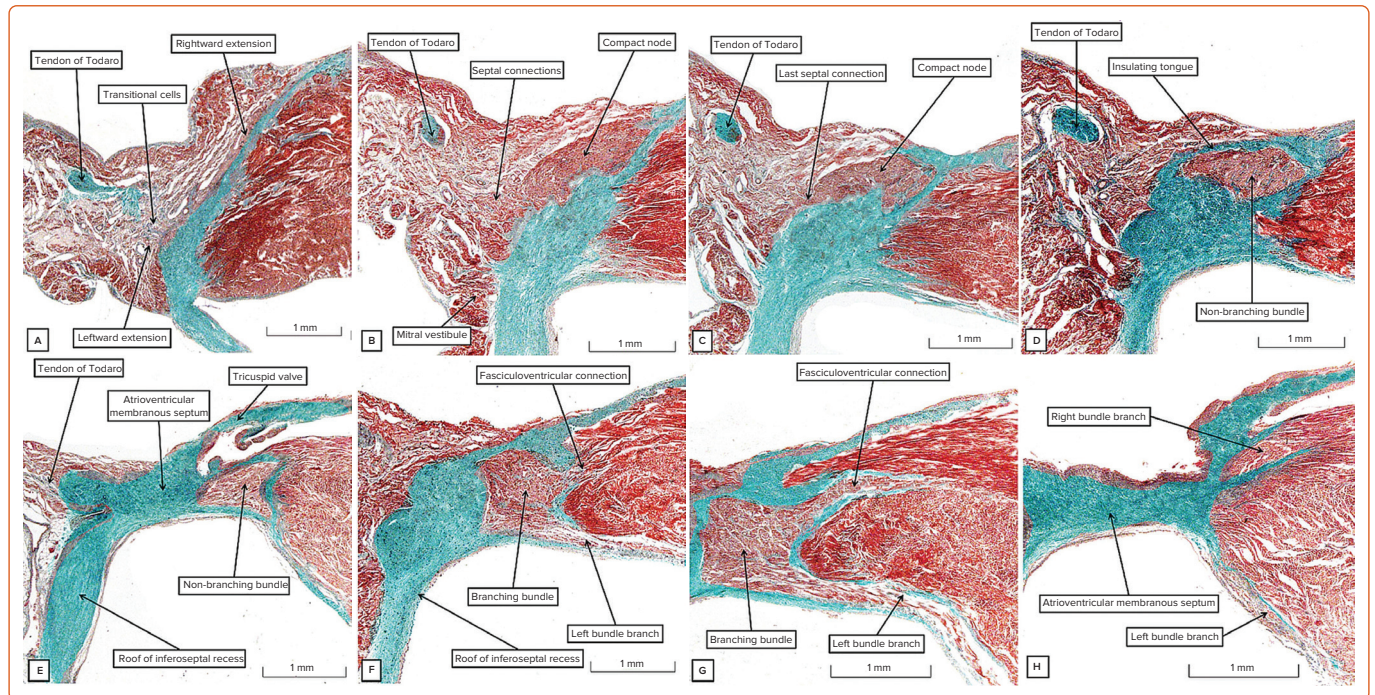 Tendon of Todaro
Rightward extension
Transitional cells
Leftward extension
1 mm
A
Tendon of Todaro
Compact node
Septal connections
Mitral vestibule
1 mm
B
Tendon of Todaro
Last septal connection
Compact node
1 mm
C
Tendon of Todaro
Insulating tongue
Non-branching bundle
1 mm
D
Tendon of Todaro
Tricuspid valve
Atrioventricular
membranous septum
Non-branching bundle
Roof of inferoseptal recess
1 mm
E
Fasciculoventricular connection
Branching bundle
Left bundle branch
Roof of inferoseptal recess
1 mm
F
Fasciculoventricular connection
Branching bundle
Left bundle branch
1 mm
G
Right bundle branch
Atrioventricular membranous septum
Left bundle branch
1 mm
H